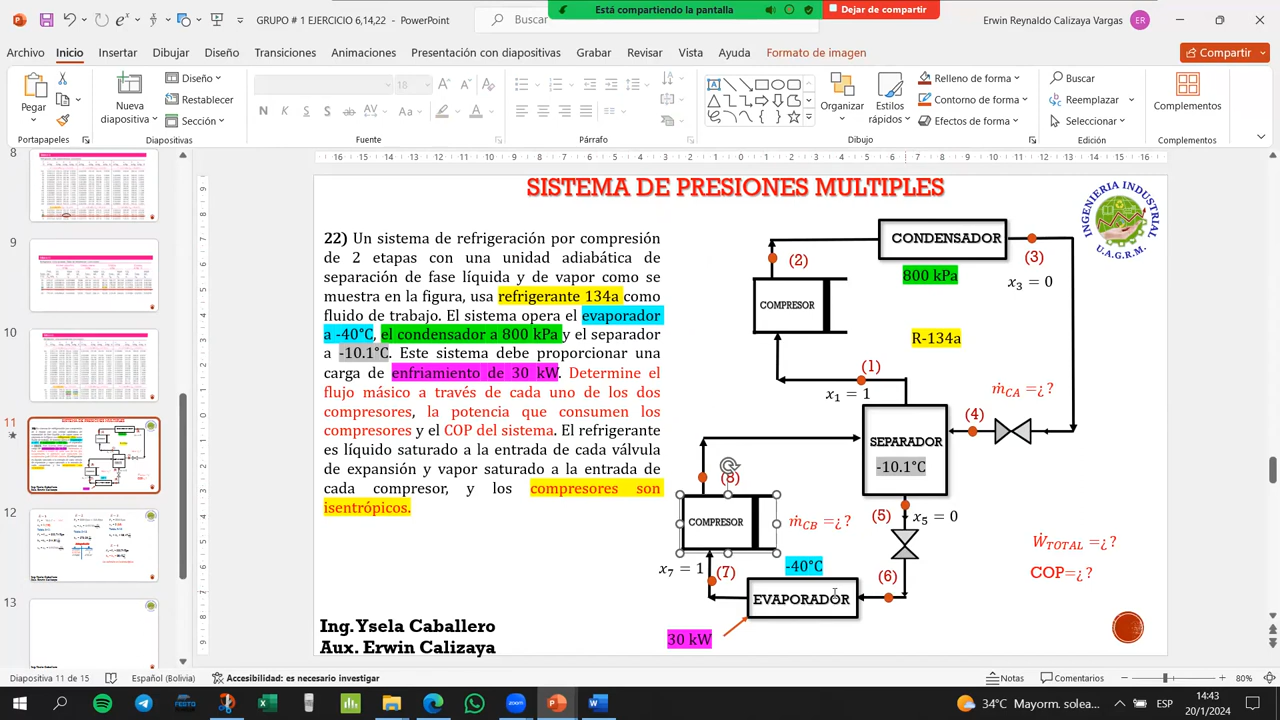 GRUPO # 1 EJERCICIO 6,14,22 - PowerPoint
Buscar
Está compartiendo la pantalla
Dejar de compartir
Erwin Reynaldo Calizaya Vargas
ER
Archivo
Inicio
Insertar
Dibujar
Diseño
Transiciones
Animaciones
Presentación con diapositivas
Grabar
Revisar
Vista
Ayuda
Formato de imagen
Compartir
Pegar
Nueva
diapositiva
Diseño
Restablecer
Sección
18
N
K
S
S
AV
Aa
Organizar
Estilos
rápidos
Relleno de forma
Contorno de forma
Efectos de forma
Buscar
Reemplazar
Seleccionar
Complementos
Portapapeles
Diapositivas
Fuente
Párrafo
Dibujo
Edición
Complementos
8
9
10
11
12
13
SISTEMA DE PRESIONES MULTIPLES
22) Un sistema de refrigeración por compresión
de 2 etapas con una unidad adiabática de
separación de fase líquida y de vapor como se
muestra en la figura, usa refrigerante 134a como
fluido de trabajo. El sistema opera el evaporador
a -40°C, el condensador a 800 kPa y el separador
a -10.1°C. Este sistema debe proporcionar una
carga de enfriamiento de 30 kW. Determine el
flujo másico a través de cada uno de los dos
compresores, la potencia que consumen los
compresores y el COP del sistema. El refrigerante
es líquido saturado a la entrada de cada válvula
de expansión y vapor saturado a la entrada de
cada compresor, y los compresores son
isentrópicos.
Ing.Ysela Caballero
Aux. Erwin Calizaya
INGENIERIA INDUSTRIAL
U.A.G.R.M.
CONDENSADOR
800 kPa
(2)
(3)
x₃ = 0
COMPRESOR
R-134a
(1)
x₁ = 1
ṁ_CA =¿ ?
(4)
SEPARADOR
-10.1°C
(8)
(5)
x₅ = 0
COMPRESOR
ṁ_CB =¿ ?
Ẇ_TOTAL =¿ ?
COP=¿ ?
x₇ = 1
(7)
-40°C
(6)
EVAPORADOR
30 kW
Diapositiva 11 de 15
Español (Bolivia)
Accesibilidad: es necesario investigar
Notas
Comentarios
80%
34°C Mayorm. solea...
ESP
14:43
20/1/2024